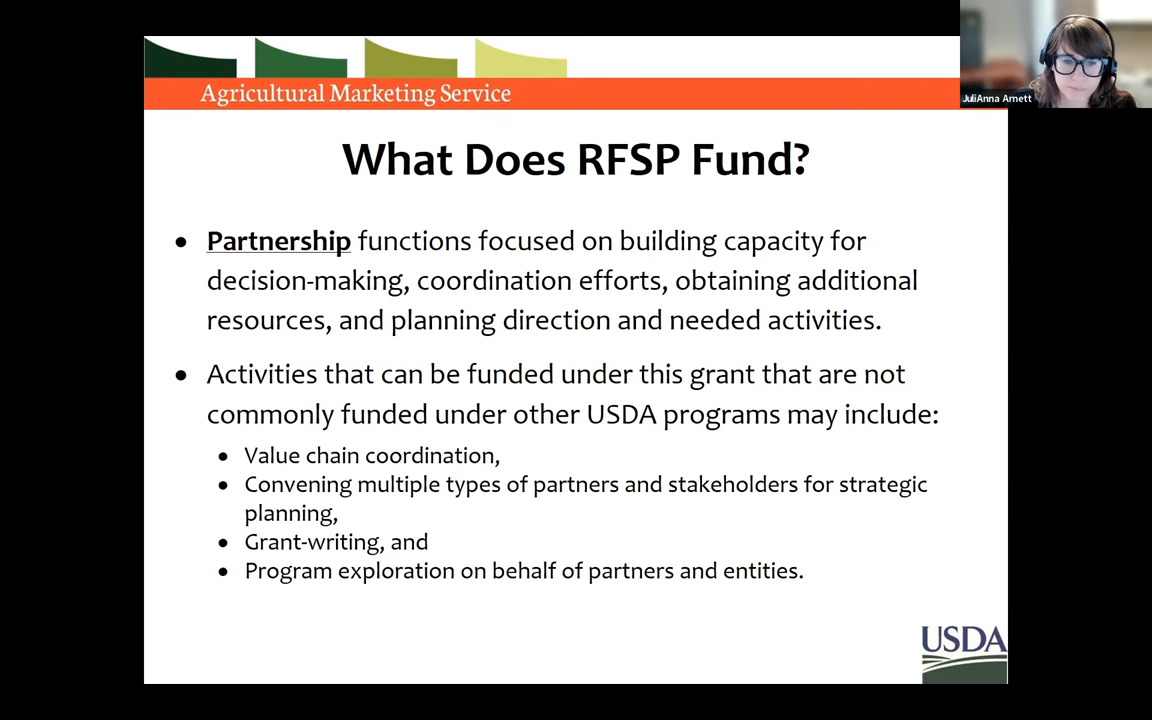 Agricultural Marketing Service
JuliAnna Arnett
What Does RFSP Fund?
• Partnership functions focused on building capacity for
decision-making, coordination efforts, obtaining additional
resources, and planning direction and needed activities.
• Activities that can be funded under this grant that are not
commonly funded under other USDA programs may include:
• Value chain coordination,
• Convening multiple types of partners and stakeholders for strategic
planning,
• Grant-writing, and
• Program exploration on behalf of partners and entities.
USDA